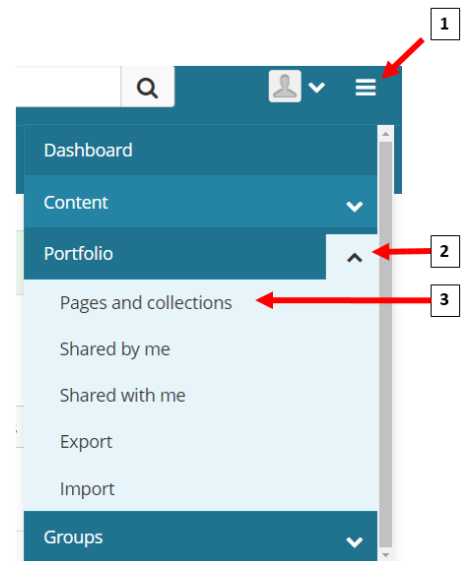 1
Dashboard
Content
Portfolio
2
Pages and collections
3
Shared by me
Shared with me
Export
Import
Groups